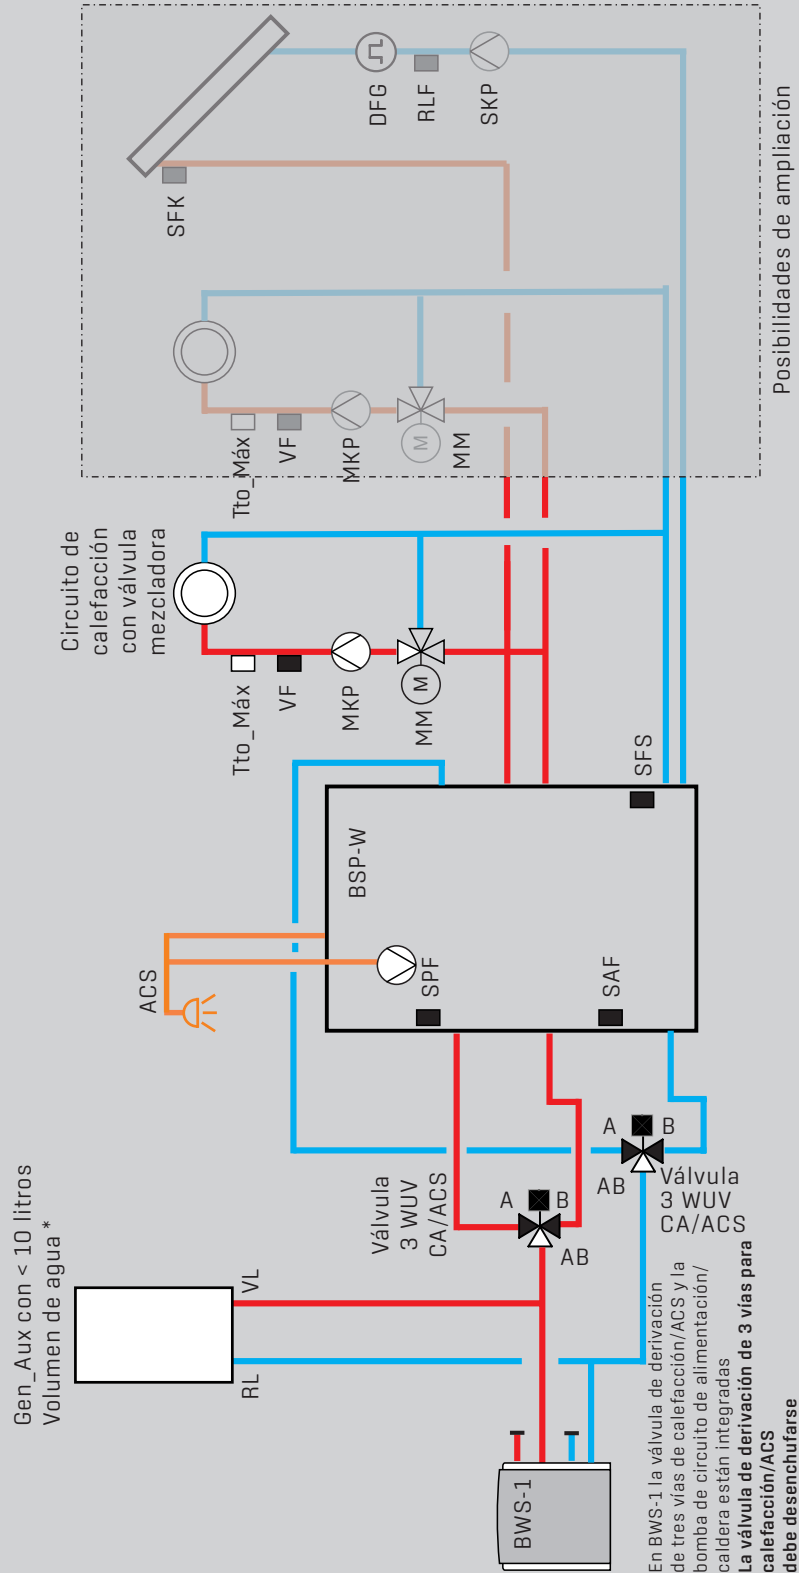 Gen_Aux con < 10 litros
Volumen de agua *
RL
VL
BWS-1
En BWS-1 la válvula de derivación
de tres vías de calefacción/ACS y la
bomba de circuito de alimentación/
caldera están integradas
La válvula de derivación de 3 vías para
calefacción/ACS
debe desenchufarse
Válvula
3 WUV
CA/ACS
A
B
AB
A
B
AB
Válvula
3 WUV
CA/ACS
ACS
BSP-W
SPF
SAF
SFS
Circuito de
calefacción
con válvula
mezcladora
Tto_Máx
VF
MKP
M
MM
Tto_Máx
VF
MKP
M
MM
SFK
DFG
RLF
SKP
Posibilidades de ampliación